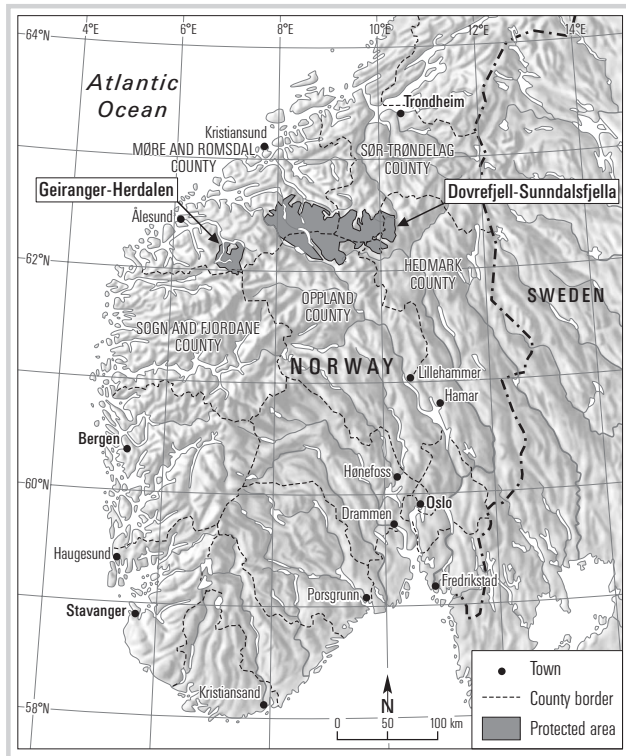 4°E
6°E
8°E
10°E
12°E
14°E
64°N
Atlantic
Ocean
Trondheim
Kristiansund
MØRE AND ROMSDAL
COUNTY
SØR-TRØNDELAG
COUNTY
Geiranger-Herdalen
Dovrefjell-Sunndalsfjella
Ålesund
62°N
HEDMARK
COUNTY
OPPLAND
COUNTY
SWEDEN
SOGN AND FJORDANE
COUNTY
NORWAY
Lillehammer
Hamar
Bergen
Hønefoss
60°N
Oslo
Drammen
Haugesund
Fredrikstad
Porsgrunn
Stavanger
Kristiansand
58°N
N
0 50 100 km
Town
County border
Protected area